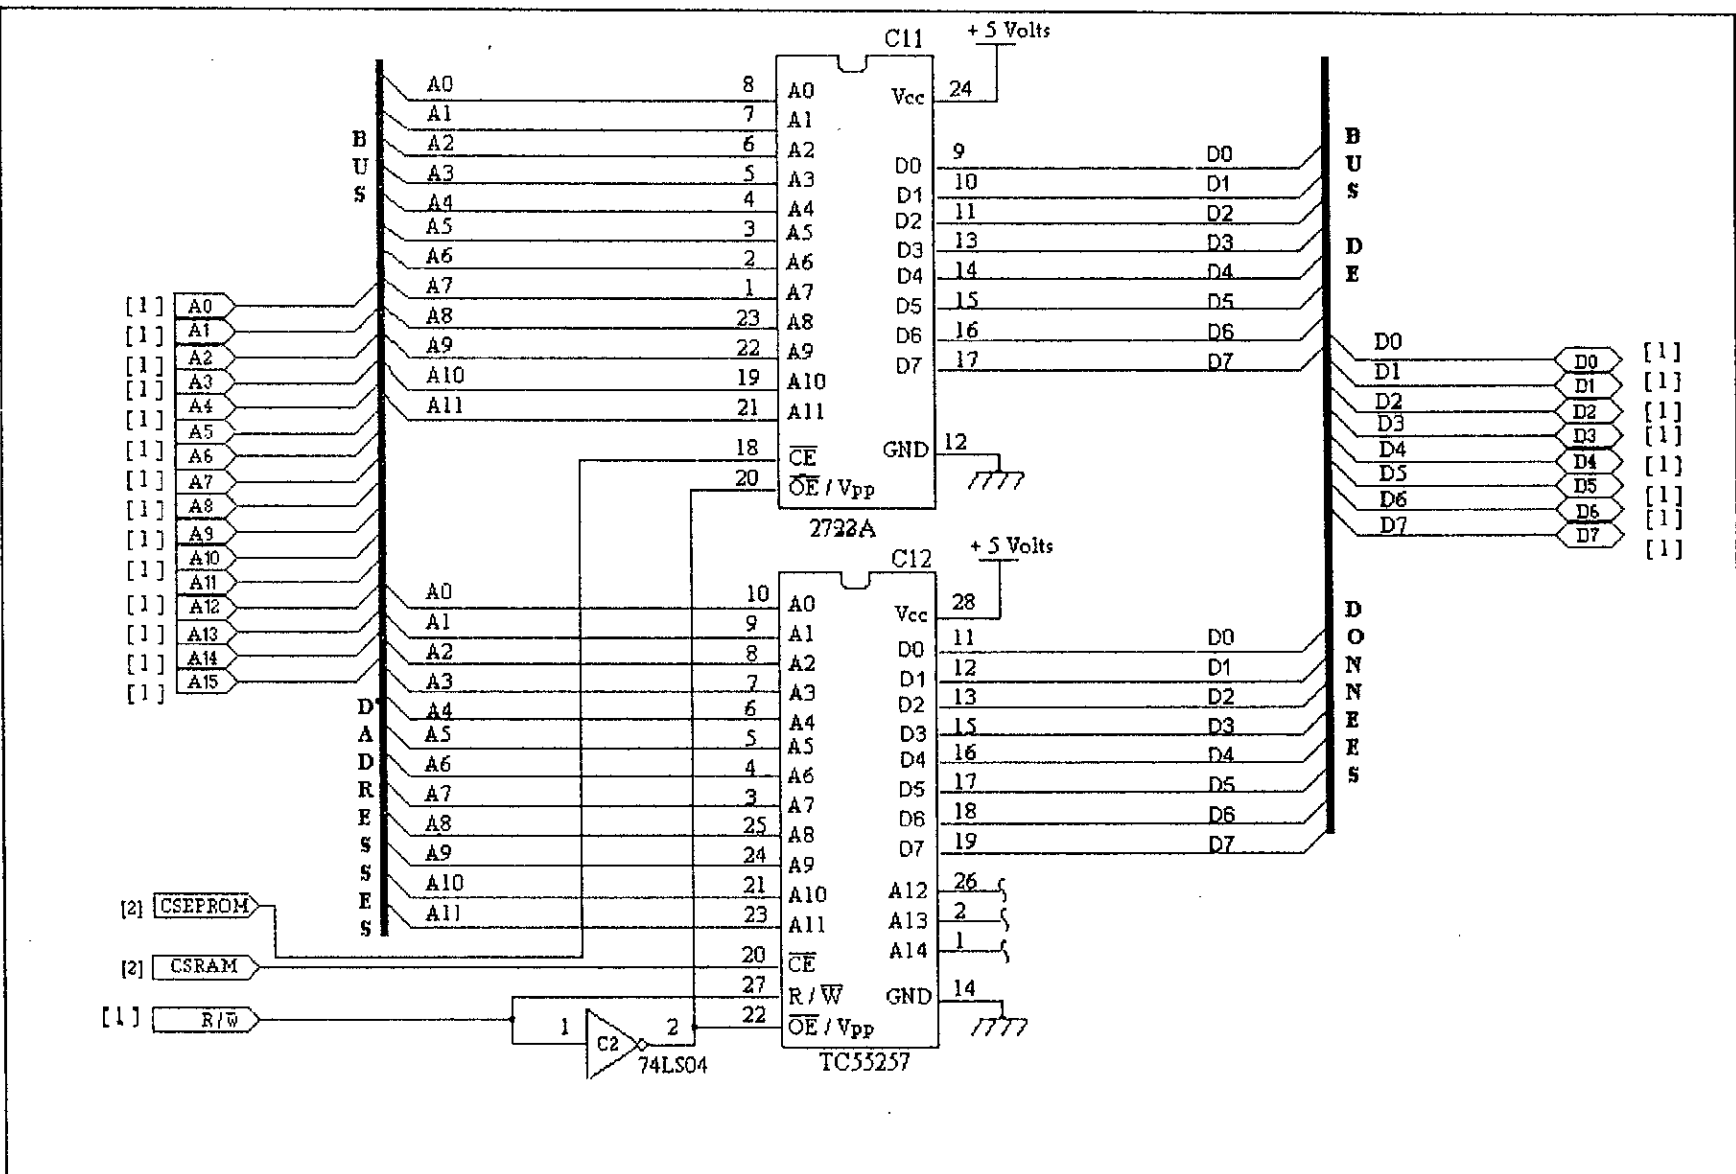 C11
+ 5 Volts
BUS
A0 8 A0
A1 7 A1
A2 6 A2
A3 5 A3
A4 4 A4
A5 3 A5
A6 2 A6
A7 1 A7
A8 23 A8
A9 22 A9
A10 19 A10
A11 21 A11
18 CE
20 OE / Vpp
Vcc 24
D0 9 D0
D1 10 D1
D2 11 D2
D3 13 D3
D4 14 D4
D5 15 D5
D6 16 D6
D7 17 D7
GND 12
BUS DE DONNEES
[1] A0
[1] A1
[1] A2
[1] A3
[1] A4
[1] A5
[1] A6
[1] A7
[1] A8
[1] A9
[1] A10
[1] A11
[1] A12
[1] A13
[1] A14
[1] A15
D0 D0 [1]
D1 D1 [1]
D2 D2 [1]
D3 D3 [1]
D4 D4 [1]
D5 D5 [1]
D6 D6 [1]
D7 D7 [1]
C12
+ 5 Volts
D'ADRESSES
A0 10 A0
A1 9 A1
A2 8 A2
A3 7 A3
A4 6 A4
A5 5 A5
A6 4 A6
A7 3 A7
A8 25 A8
A9 24 A9
A10 21 A10
A11 23 A11
20 CE
27 R / W
22 OE / Vpp
Vcc 28
D0 11 D0
D1 12 D1
D2 13 D2
D3 15 D3
D4 16 D4
D5 17 D5
D6 18 D6
D7 19 D7
A12 26
A13 2
A14 1
GND 14
TC55257
[2] CSEPROM
[2] CSRAM
[1] R/W
1 C2 2
74LS04